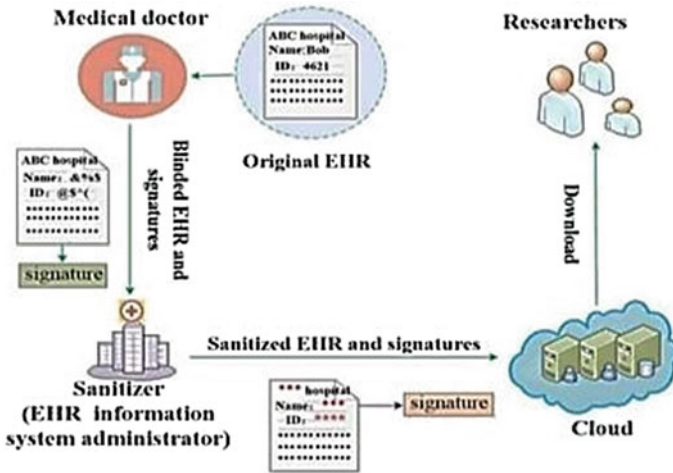 Medical doctor
ABC hospital
Name:Bob
ID: 4621
Original EHR
Researchers
ABC hospital
Name: &%$
ID: @$^(
signature
Blinded EHR and
signatures
Download
Sanitized EHR and signatures
Sanitizer
(EHR information
system administrator)
*** hospital
Name: ***
ID: ****
signature
Cloud